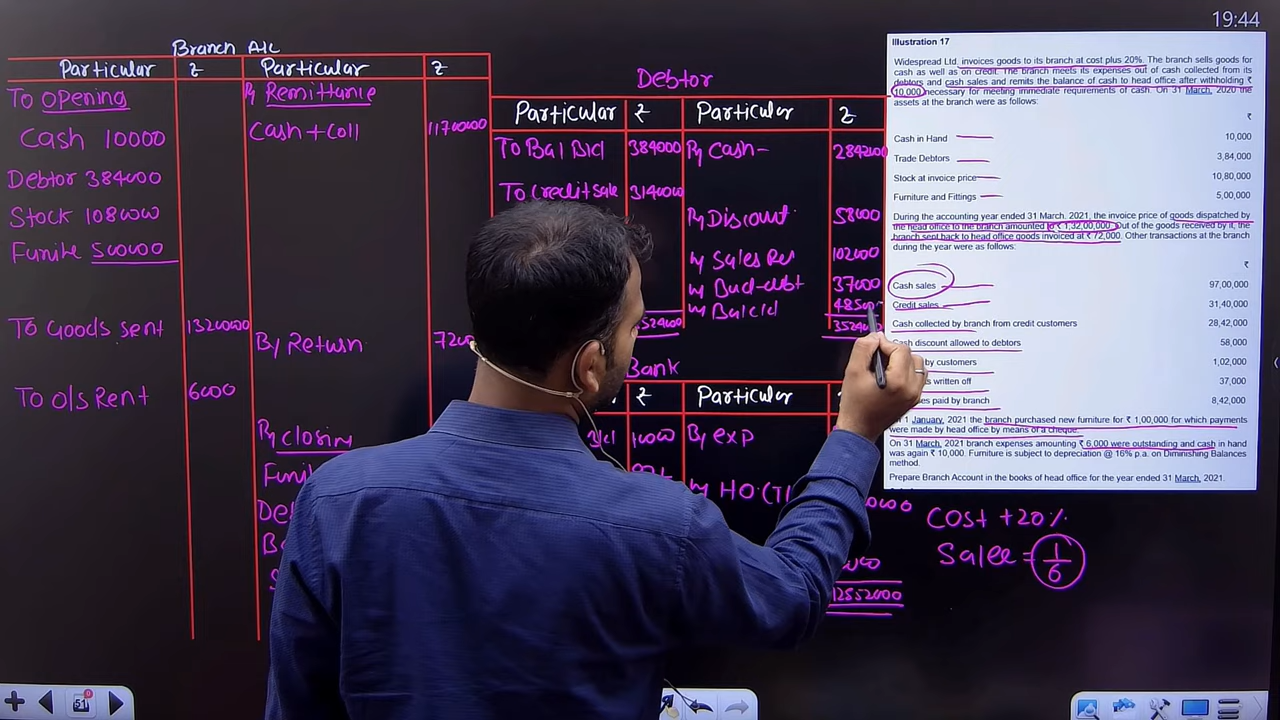 19:44
Branch A/c
Particular ₹ Particular ₹
To opening By Remittance
Cash 10000 Cash + Coll 11700000
Debtor 384000
Stock 1080000
Furnite 500000
To Goods sent 13200000 By Return
To o/s Rent 6000
By closing
Debtor
Particular ₹ Particular ₹
To Bal B/d 384000 By Cash - 2842000
To Credit sale 3140000
By Discount 58000
By Sales Ret 102000
By Bad-debt 37000
By Bal c/d
Bank
₹ Particular
10000 By exp
By HO
12552000
Cost + 20%
Sales = 1/6
Illustration 17
Widespread Ltd. invoices goods to its branch at cost plus 20%. The branch sells goods for
cash as well as on credit. The branch meets its expenses out of cash collected from its
debtors and cash sales and remits the balance of cash to head office after withholding ₹
10,000 necessary for meeting immediate requirements of cash. On 31 March, 2020 the
assets at the branch were as follows:
₹
Cash in Hand 10,000
Trade Debtors 3,84,000
Stock at invoice price 10,80,000
Furniture and Fittings 5,00,000
During the accounting year ended 31 March, 2021, the invoice price of goods dispatched by
the head office to the branch amounted to ₹ 1,32,00,000. Out of the goods received by it, the
branch sent back to head office goods invoiced at ₹ 72,000. Other transactions at the branch
during the year were as follows:
₹
Cash sales 97,00,000
Credit sales 31,40,000
Cash collected by branch from credit customers 28,42,000
Cash discount allowed to debtors 58,000
by customers 1,02,000
written off 37,000
paid by branch 8,42,000
1 January, 2021 the branch purchased new furniture for ₹ 1,00,000 for which payments
were made by head office by means of a cheque.
On 31 March, 2021 branch expenses amounting ₹ 6,000 were outstanding and cash in hand
was again ₹ 10,000. Furniture is subject to depreciation @ 16% p.a. on Diminishing Balances
method.
Prepare Branch Account in the books of head office for the year ended 31 March, 2021.
51